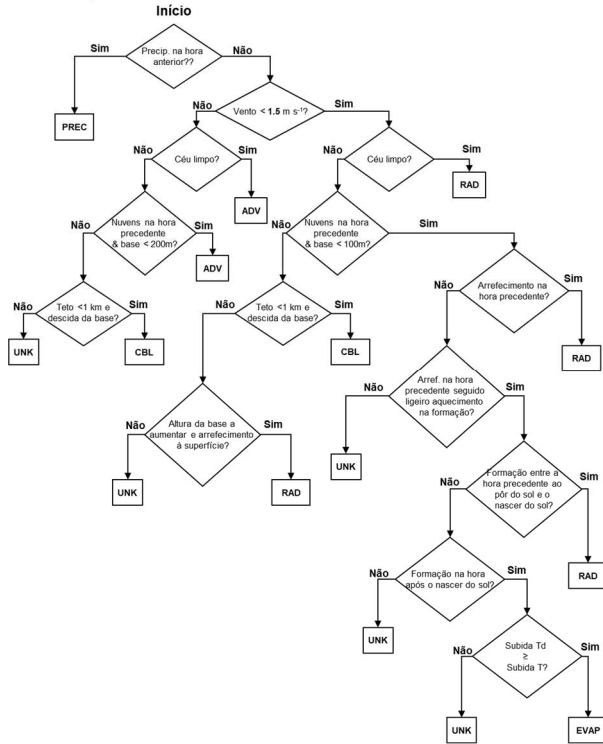 Início
Sim
Precip. na hora
anterior??
Não
PREC
Não
Vento < 1.5 m s⁻¹?
Sim
Não
Céu limpo?
Sim
Não
Céu limpo?
Sim
ADV
RAD
Não
Nuvens na hora
precedente
& base < 200m?
Sim
Não
Nuvens na hora
precedente
& base < 100m?
Sim
ADV
Não
Teto <1 km e
descida da base?
Sim
Não
Teto <1 km e
descida da base?
Sim
Não
Arrefecimento na
hora precedente?
Sim
UNK
CBL
CBL
RAD
Não
Arref. na hora
precedente seguido
ligeiro aquecimento
na formação?
Sim
Não
Altura da base a
aumentar e arrefecimento
à superfície?
Sim
UNK
UNK
RAD
Não
Formação entre a
hora precedente ao
pôr do sol e o
nascer do sol?
Sim
RAD
Não
Formação na hora
após o nascer do sol?
Sim
UNK
Não
Subida Td
≥
Subida T?
Sim
UNK
EVAP